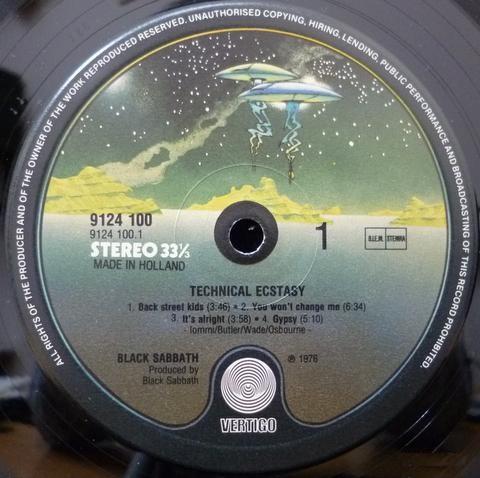 ALL RIGHTS OF THE PRODUCER AND OF THE OWNER OF THE WORK REPRODUCED RESERVED. UNAUTHORISED COPYING, HIRING, LENDING, PUBLIC PERFORMANCE AND BROADCASTING OF THIS RECORD PROHIBITED.
9124 100
9124 100.1
STEREO 33⅓
MADE IN HOLLAND
1
B.I.E.M. STEMRA
TECHNICAL ECSTASY
1. Back street kids (3:46) • 2. You won't change me (6:34)
3. It's alright (3:58) • 4. Gypsy (5:10)
- Iommi/Butler/Wade/Osbourne -
BLACK SABBATH
Produced by
Black Sabbath
℗ 1976
VERTIGO